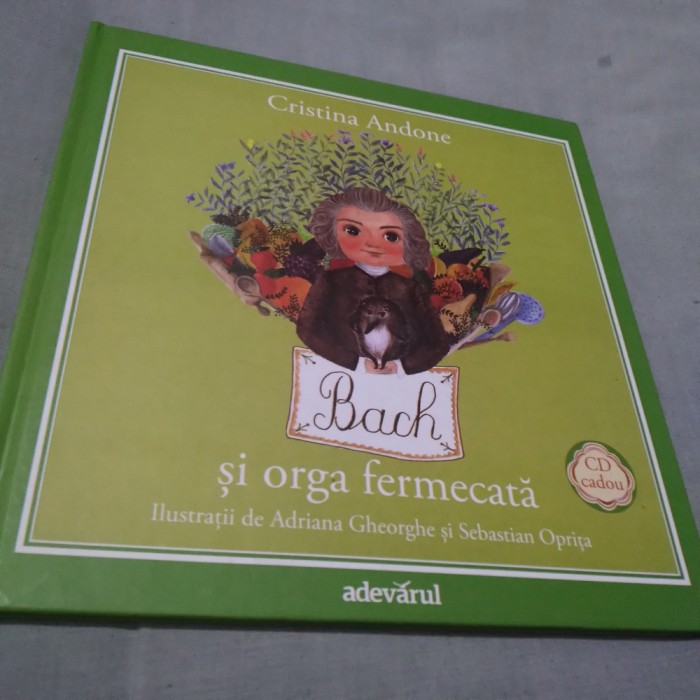 Cristina Andone
Bach
și orga fermecată
CD
cadou
Ilustrații de Adriana Gheorghe și Sebastian Oprița
adevărul